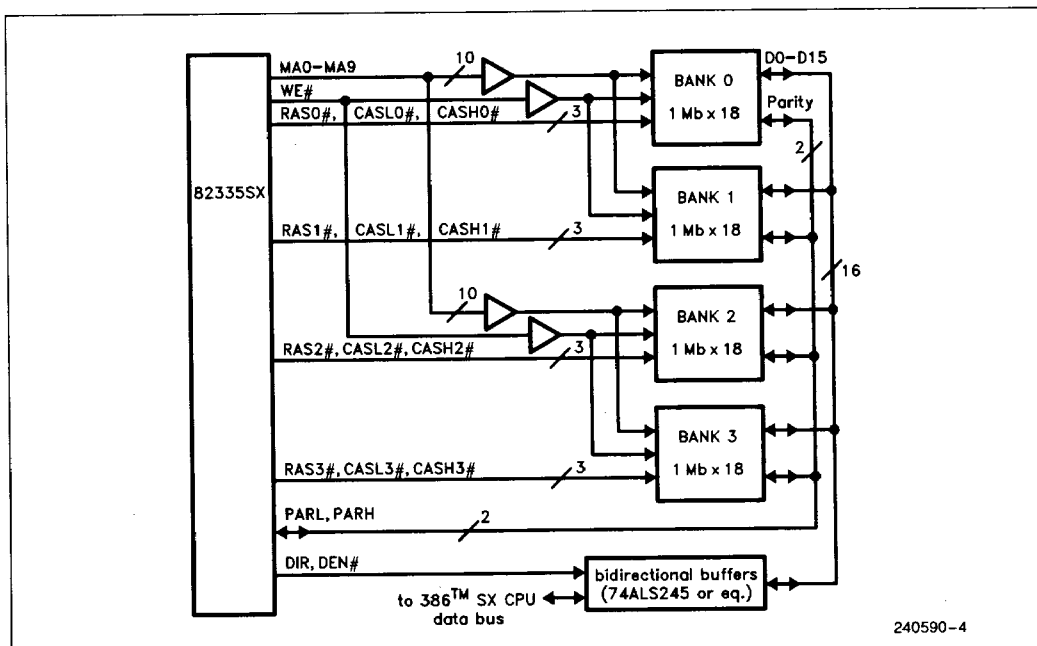 MA0-MA9
10
D0-D15
WE#
RAS0#, CASL0#, CASH0#
3
BANK 0
1 Mb x 18
Parity
2
82335SX
BANK 1
1 Mb x 18
RAS1#, CASL1#, CASH1#
3
16
10
BANK 2
1 Mb x 18
RAS2#, CASL2#, CASH2#
3
BANK 3
1 Mb x 18
RAS3#, CASL3#, CASH3#
3
PARL, PARH
2
DIR, DEN#
bidirectional buffers
(74ALS245 or eq.)
to 386™ SX CPU
data bus
240590-4